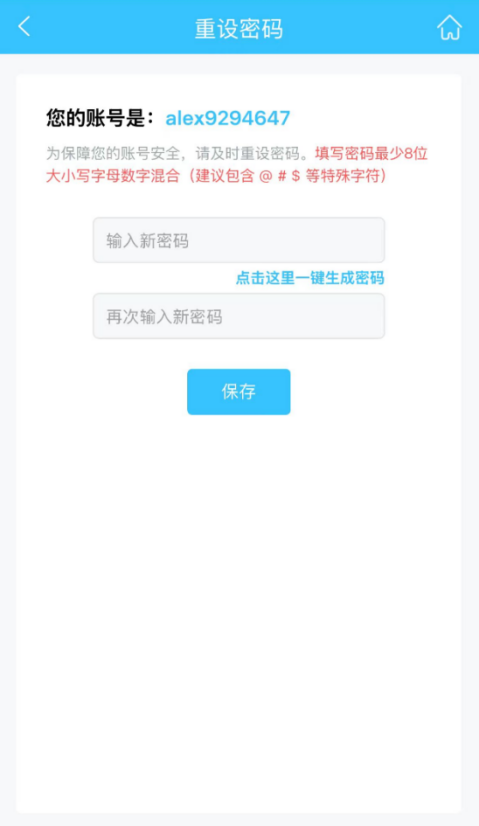 重设密码
您的账号是：alex9294647
为保障您的账号安全，请及时重设密码。填写密码最少8位
大小写字母数字混合（建议包含 @ # $ 等特殊字符）
输入新密码
点击这里一键生成密码
再次输入新密码
保存